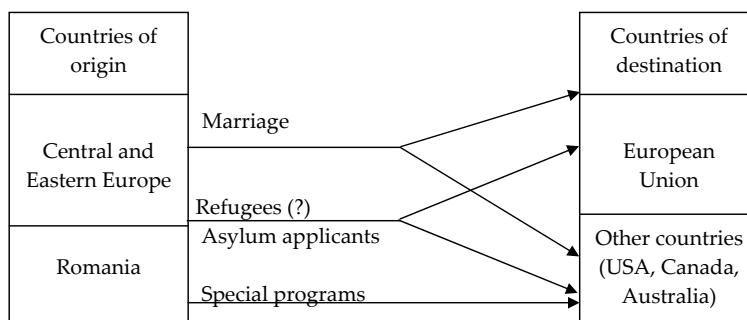 Countries of
origin
Central and
Eastern Europe
Romania
Marriage
Refugees (?)
Asylum applicants
Special programs
Countries of
destination
European
Union
Other countries
(USA, Canada,
Australia)